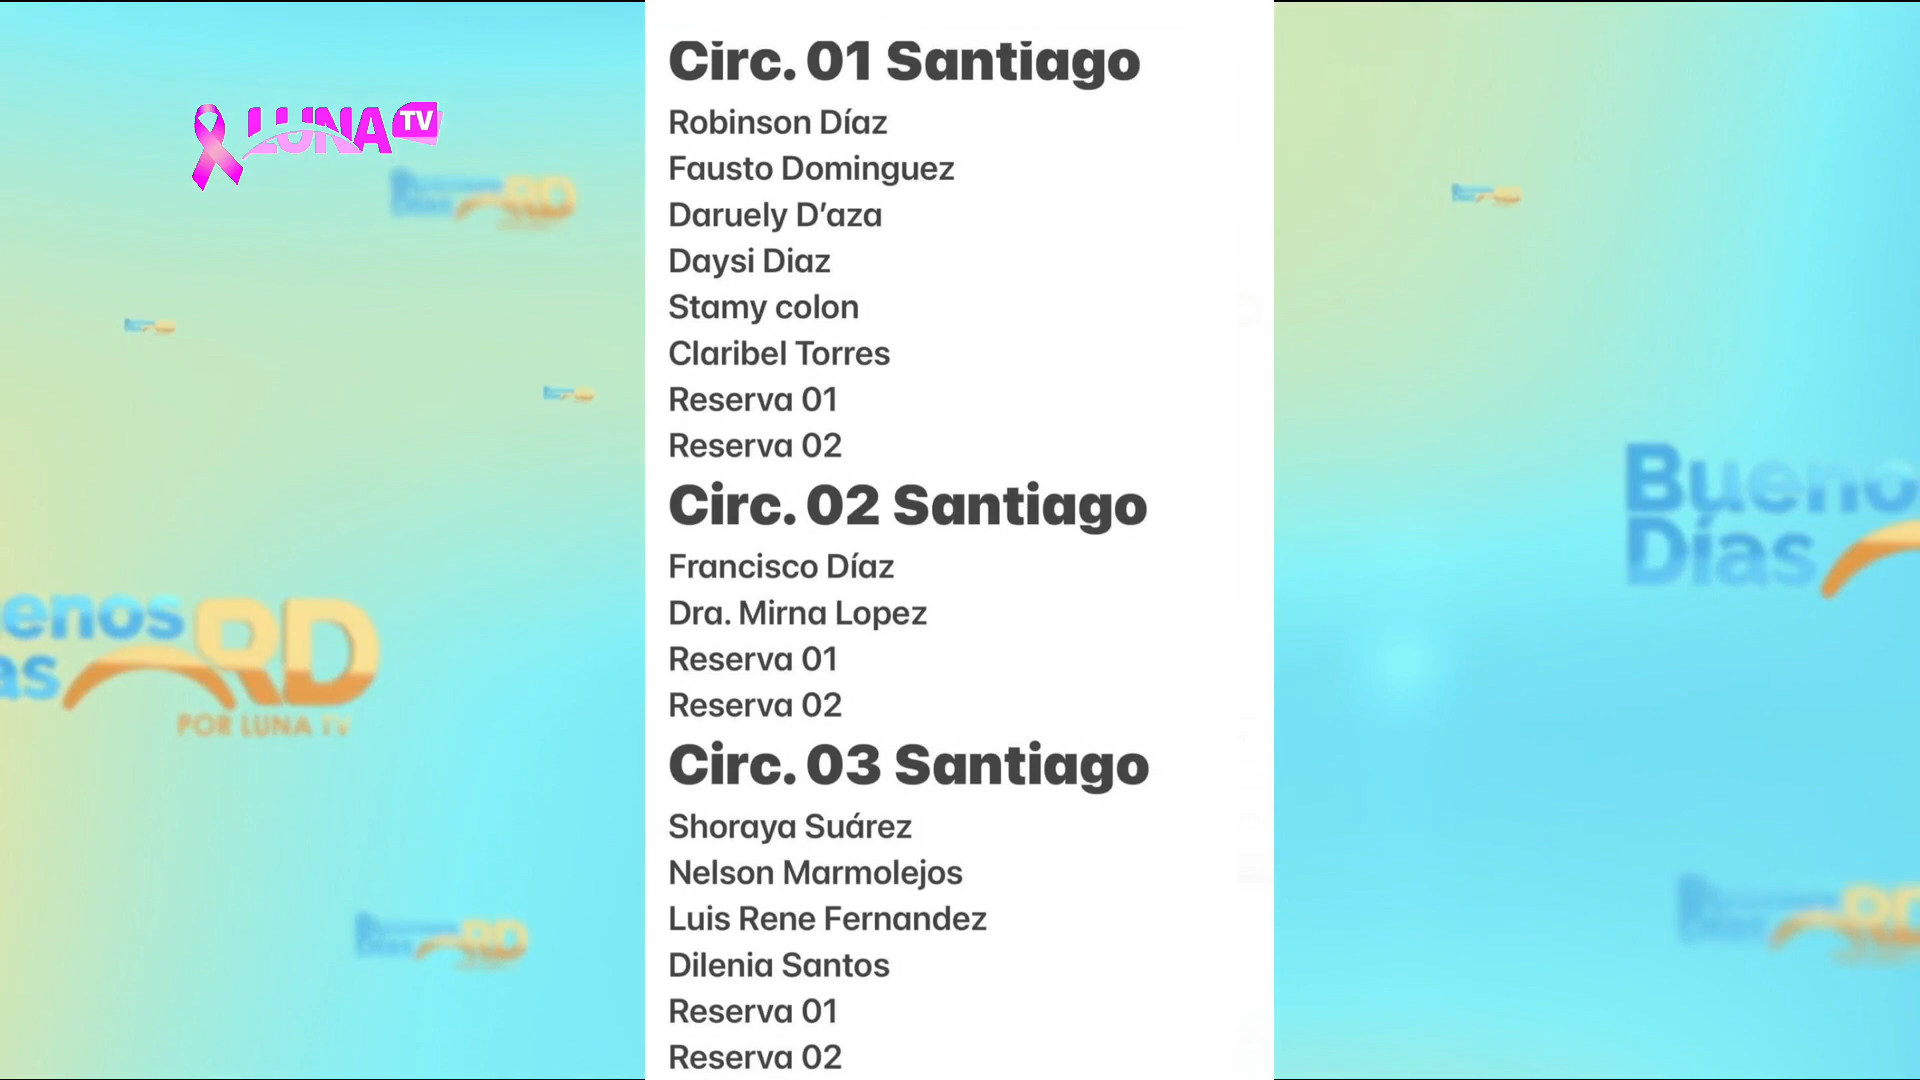 LUNA TV
Circ. 01 Santiago
Robinson Díaz
Fausto Dominguez
Daruely D’aza
Daysi Diaz
Stamy colon
Claribel Torres
Reserva 01
Reserva 02
Circ. 02 Santiago
Francisco Díaz
Dra. Mirna Lopez
Reserva 01
Reserva 02
Circ. 03 Santiago
Shoraya Suárez
Nelson Marmolejos
Luis Rene Fernandez
Dilenia Santos
Reserva 01
Reserva 02
Buenos
Días RD
enos
as RD
POR LUNA TV
Bueno
Días